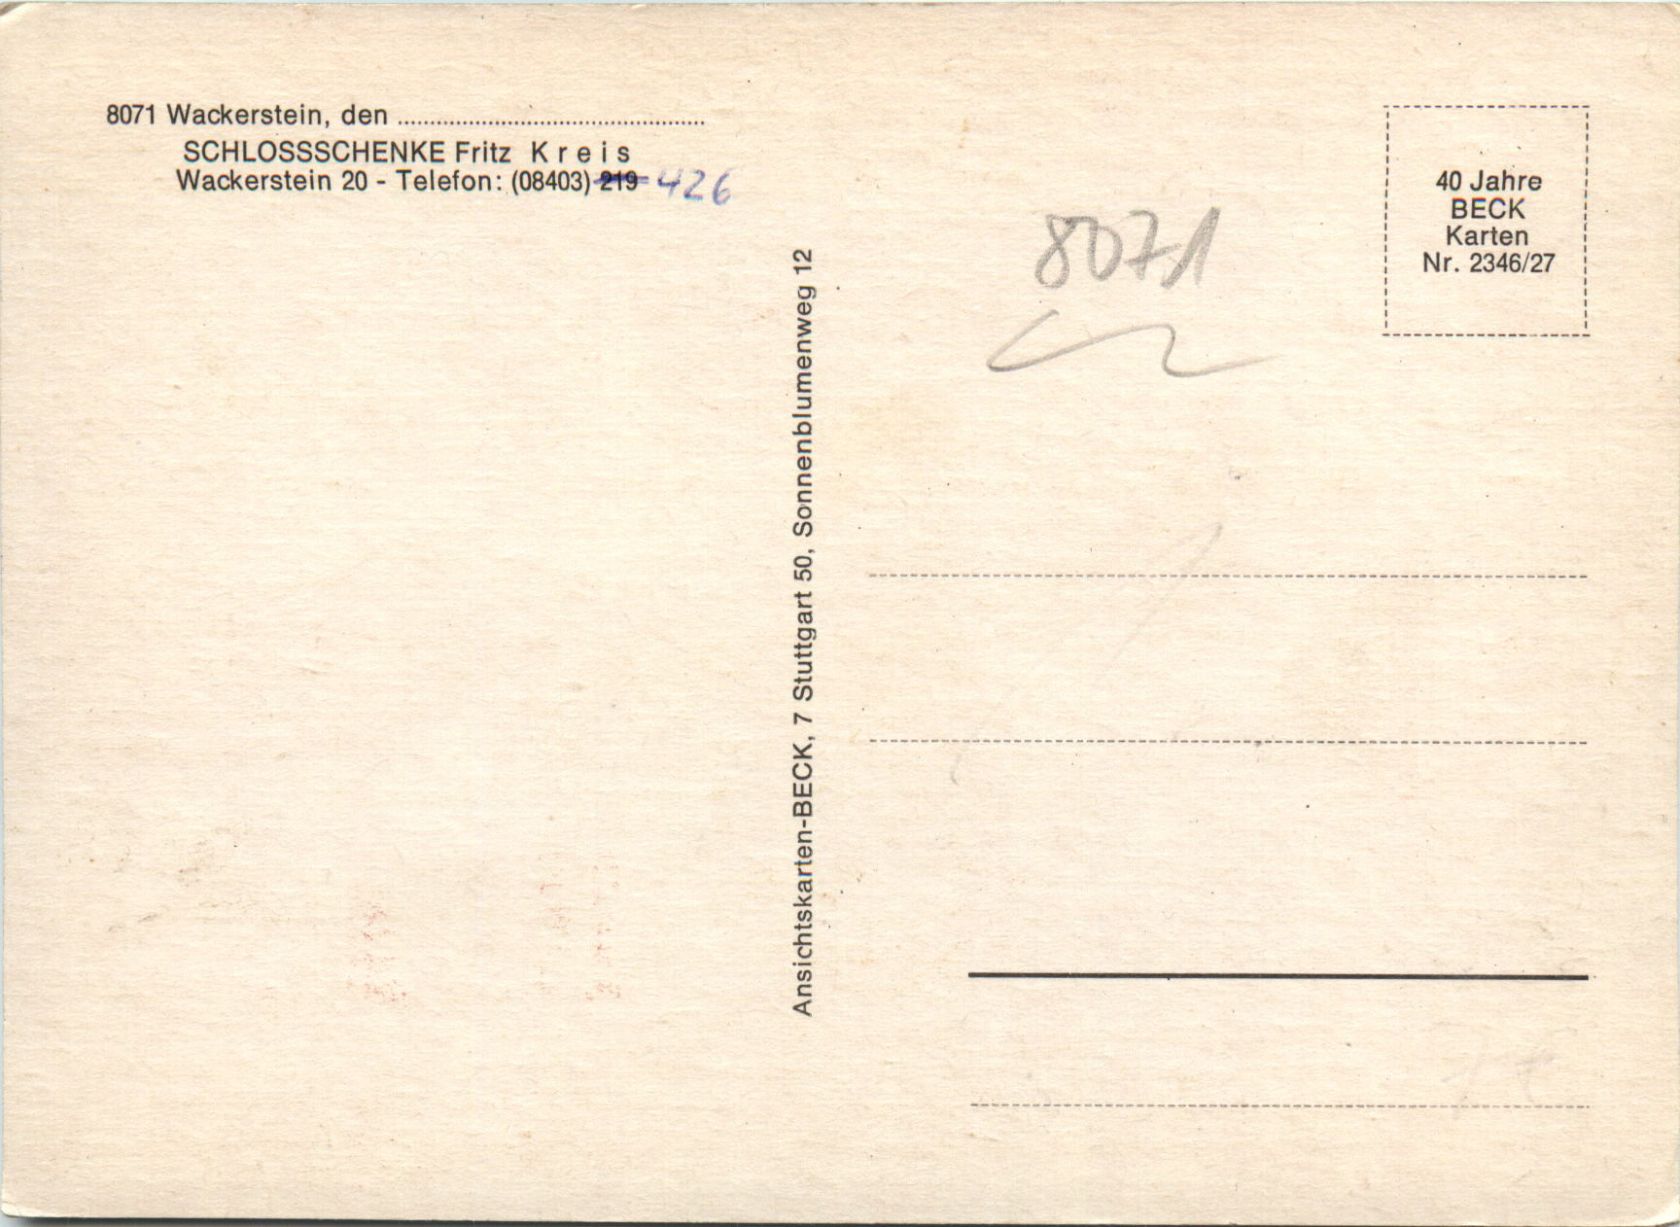 8071 Wackerstein, den ................................................
SCHLOSSSCHENKE Fritz K r e i s
Wackerstein 20 - Telefon: (08403) 219 426
8071
40 Jahre
BECK
Karten
Nr. 2346/27
Ansichtskarten-BECK, 7 Stuttgart 50, Sonnenblumenweg 12